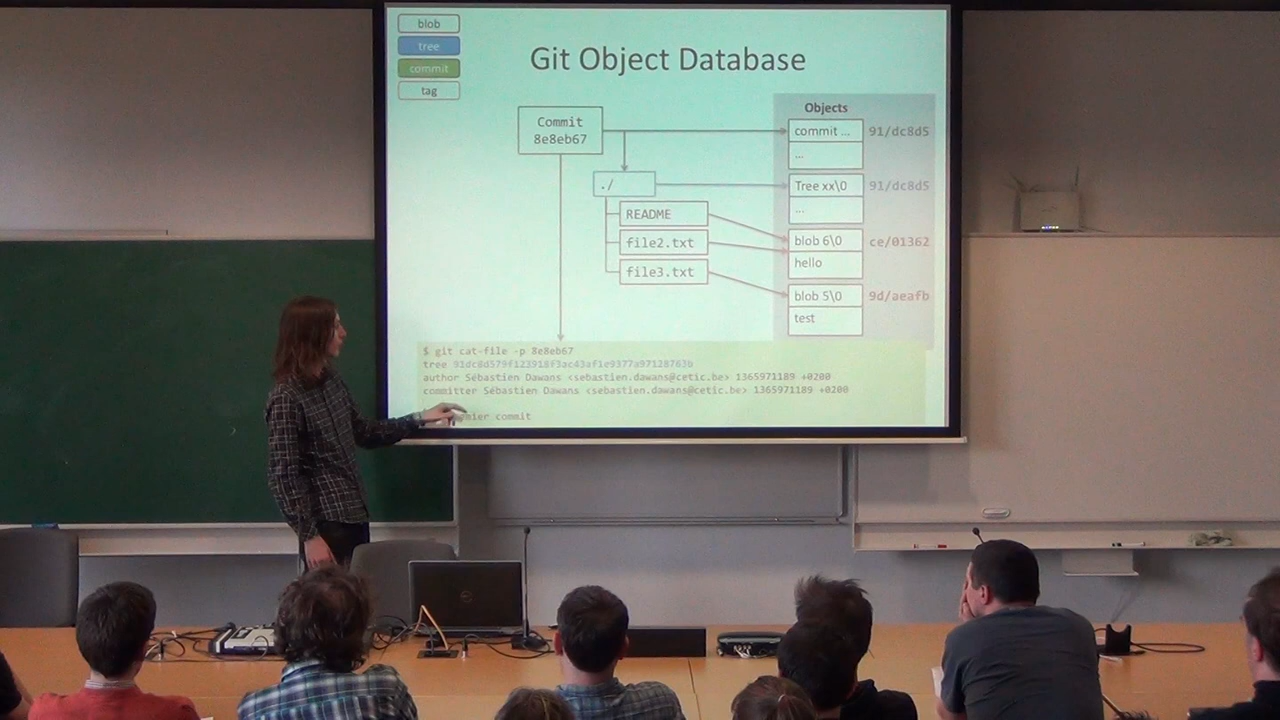 blob
tree
commit
tag
Git Object Database
Commit
8e8eb67
./
README
file2.txt
file3.txt
Objects
commit ...
91/dc8d5
...
Tree xx\0
91/dc8d5
...
blob 6\0
ce/01362
hello
blob 5\0
9d/aeafb
test
$ git cat-file -p 8e8eb67
tree 91dc8d579f123918f3ac43af1e9377a97128763b
author Sébastien Dawans <sebastien.dawans@cetic.be> 1365971189 +0200
committer Sébastien Dawans <sebastien.dawans@cetic.be> 1365971189 +0200
commit